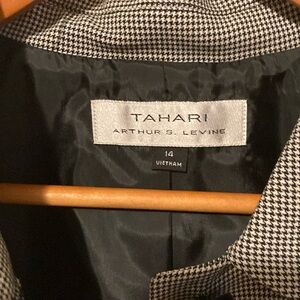 TAHARI
ARTHUR S. LEVINE
14
VIETNAM